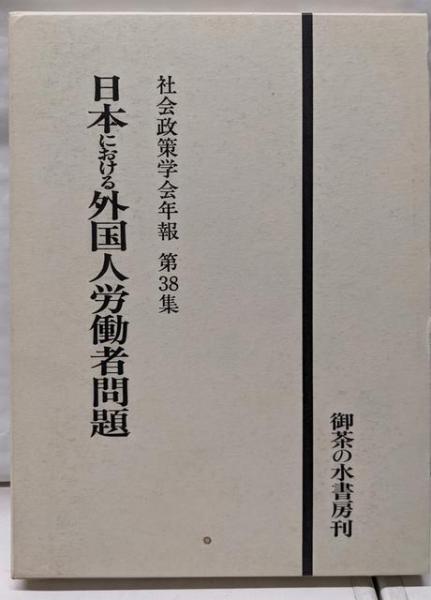 社会政策学会年報 第38集
日本における外国人労働者問題
御茶の水書房刊